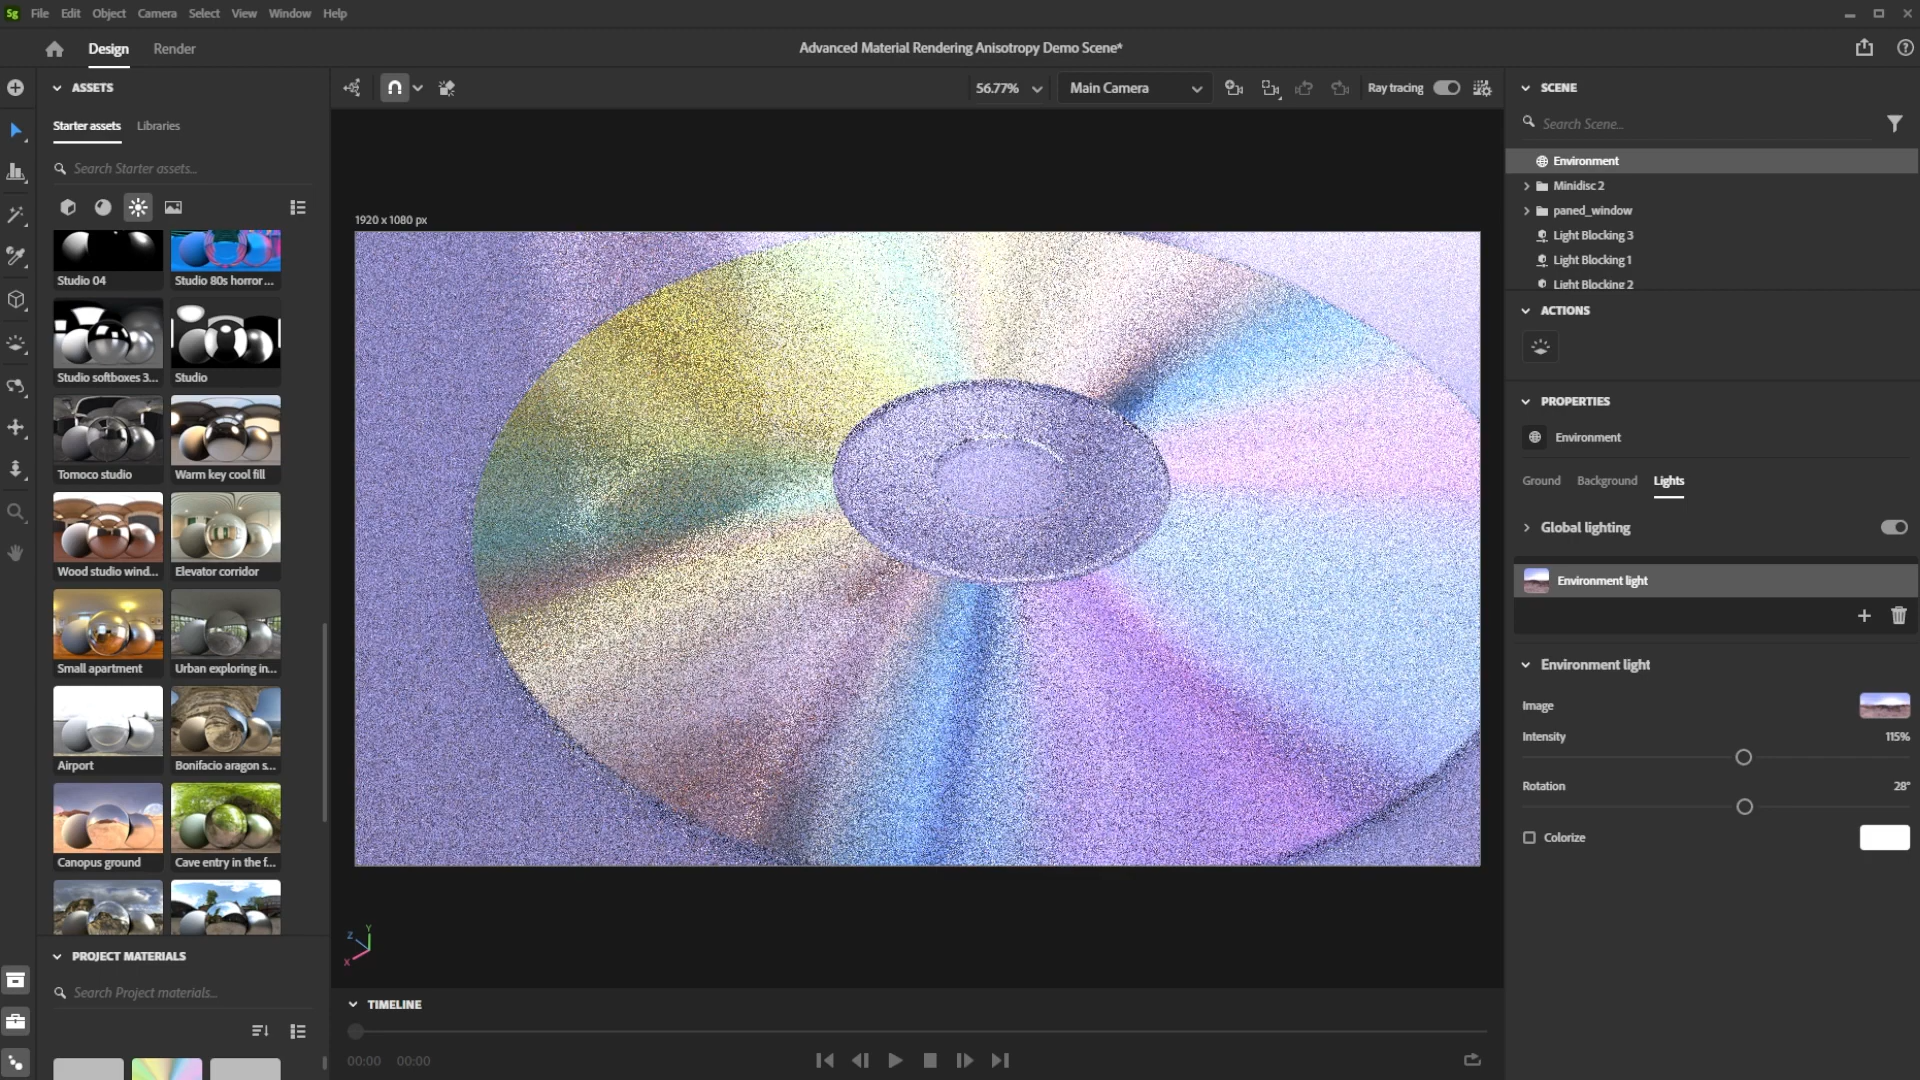 Sg File Edit Object Camera Select View Window Help
Design Render
Advanced Material Rendering Anisotropy Demo Scene*
ASSETS
Starter assets Libraries
Search Starter assets...
Studio 04 Studio 80s horror ...
Studio softboxes 3... Studio
Tomoco studio Warm key cool fill
Wood studio wind... Elevator corridor
Small apartment Urban exploring in...
Airport Bonifacio aragon s...
Canopus ground Cave entry in the f...
PROJECT MATERIALS
Search Project materials...
56.77% Main Camera Ray tracing
1920 x 1080 px
Z Y
X
TIMELINE
00:00 00:00
SCENE
Search Scene...
Environment
Minidisc 2
paned_window
Light Blocking 3
Light Blocking 1
Light Blocking 2
ACTIONS
PROPERTIES
Environment
Ground Background Lights
Global lighting
Environment light
Environment light
Image
Intensity 115%
Rotation 28°
Colorize